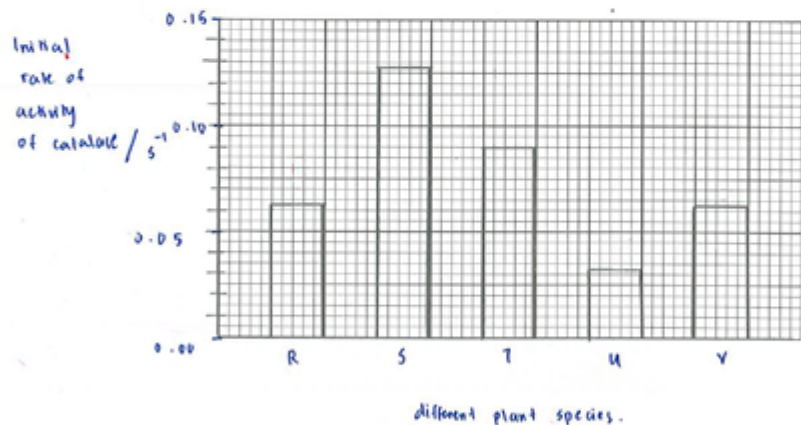 0.15
Initial
rate of
activity
of catalase / s⁻¹
0.10
0.05
0.00
R S T U V
different plant species.